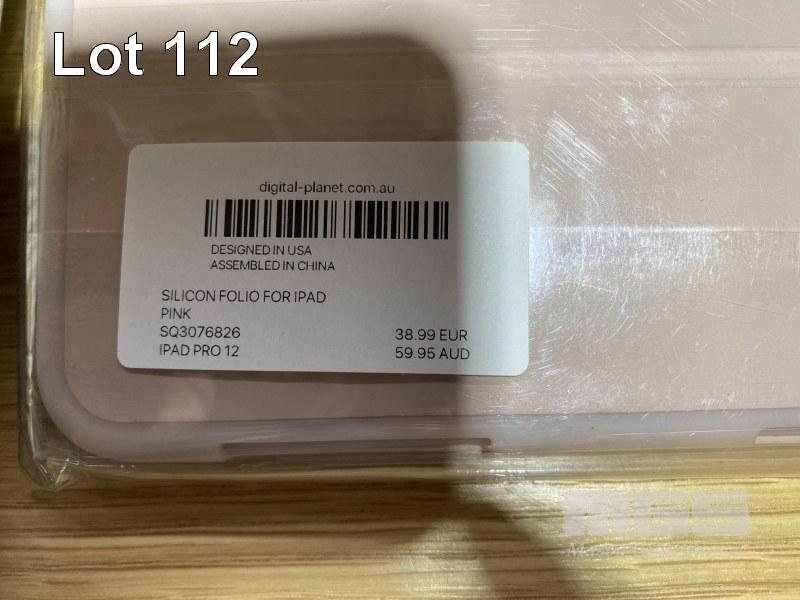 Lot 112
digital-planet.com.au
DESIGNED IN USA
ASSEMBLED IN CHINA
SILICON FOLIO FOR IPAD
PINK
SQ3076826 38.99 EUR
IPAD PRO 12 59.95 AUD
MGS